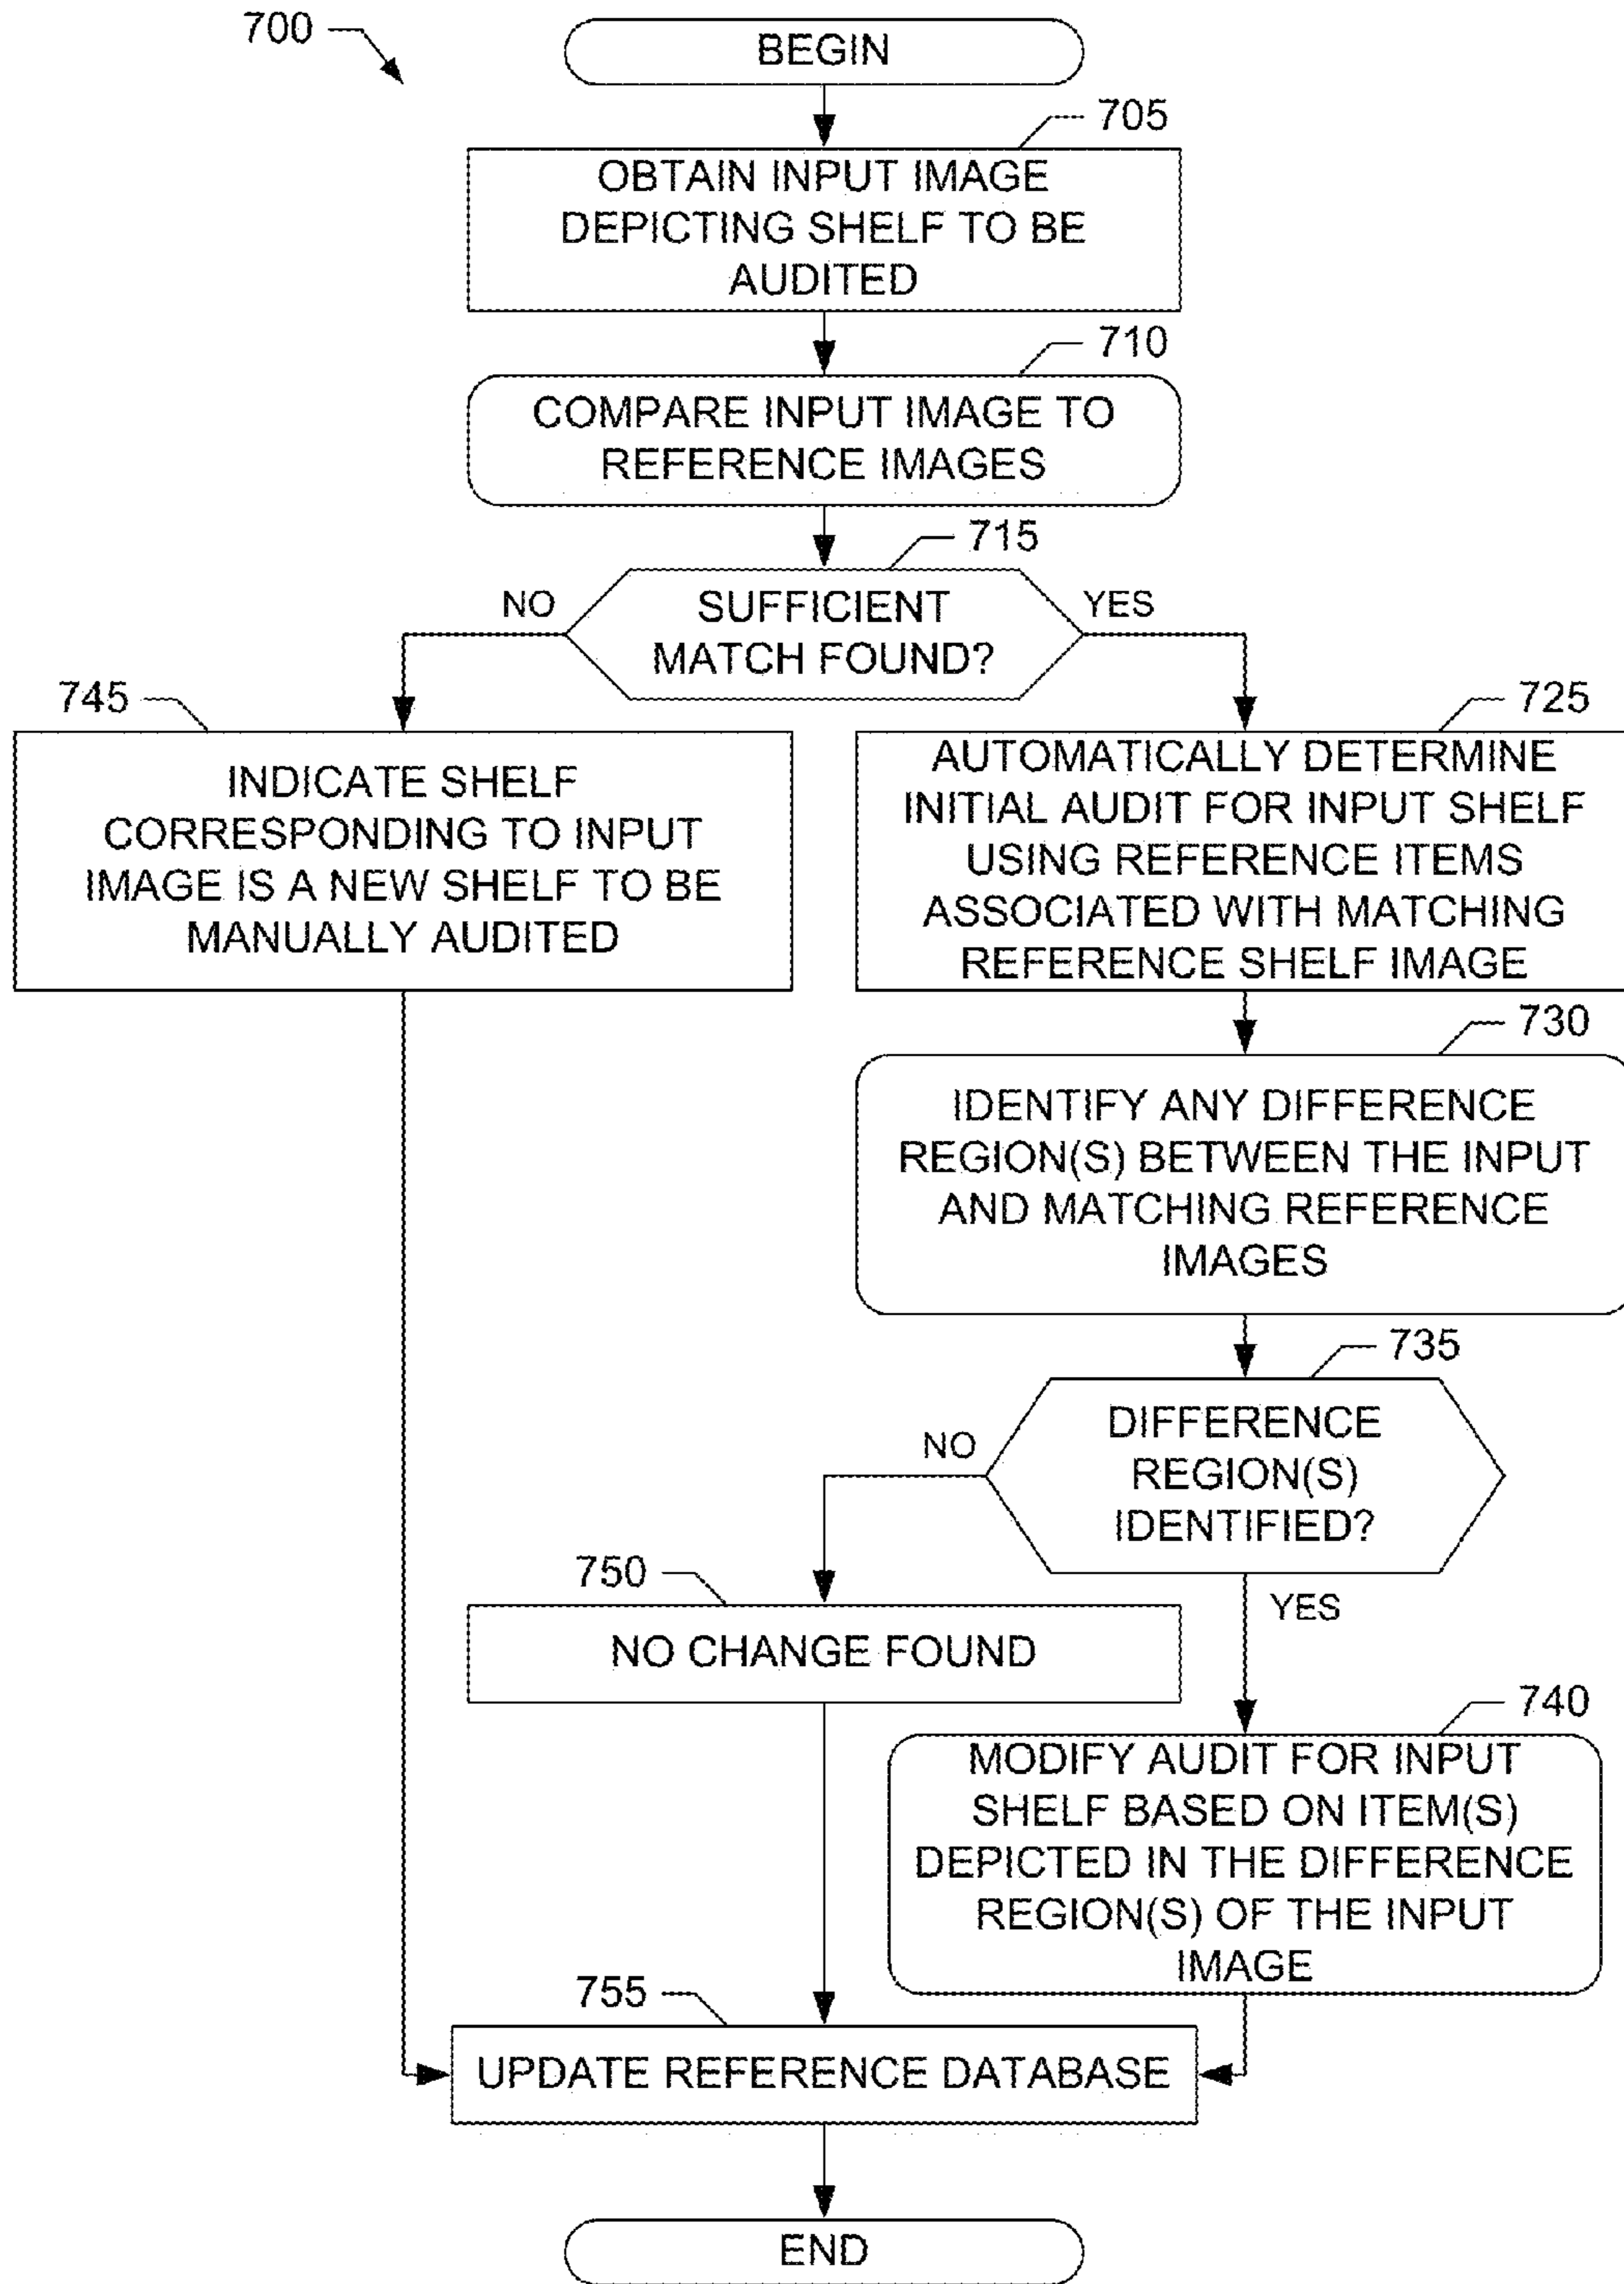 700
BEGIN
705
OBTAIN INPUT IMAGE
DEPICTING SHELF TO BE
AUDITED
710
COMPARE INPUT IMAGE TO
REFERENCE IMAGES
715
NO
SUFFICIENT
MATCH FOUND?
YES
745
INDICATE SHELF
CORRESPONDING TO INPUT
IMAGE IS A NEW SHELF TO BE
MANUALLY AUDITED
725
AUTOMATICALLY DETERMINE
INITIAL AUDIT FOR INPUT SHELF
USING REFERENCE ITEMS
ASSOCIATED WITH MATCHING
REFERENCE SHELF IMAGE
730
IDENTIFY ANY DIFFERENCE
REGION(S) BETWEEN THE INPUT
AND MATCHING REFERENCE
IMAGES
735
NO
DIFFERENCE
REGION(S)
IDENTIFIED?
YES
750
NO CHANGE FOUND
740
MODIFY AUDIT FOR INPUT
SHELF BASED ON ITEM(S)
DEPICTED IN THE DIFFERENCE
REGION(S) OF THE INPUT
IMAGE
755
UPDATE REFERENCE DATABASE
END